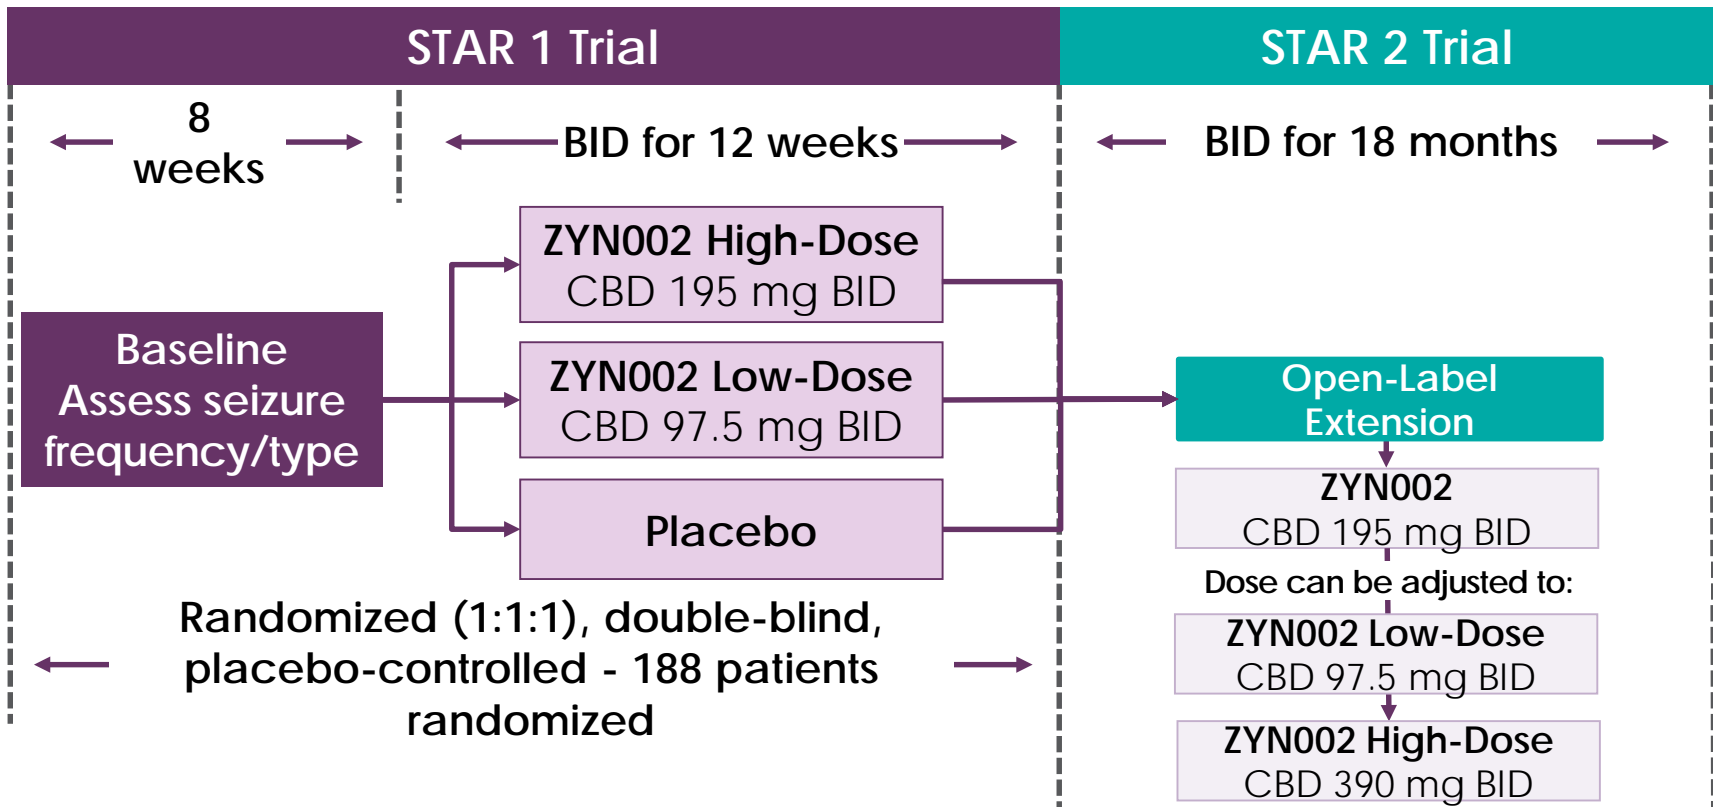 STAR 1 Trial
STAR 2 Trial
8
weeks
BID for 12 weeks
BID for 18 months
ZYN002 High-Dose
CBD 195 mg BID
Baseline
Assess seizure
frequency/type
ZYN002 Low-Dose
CBD 97.5 mg BID
Placebo
Randomized (1:1:1), double-blind,
placebo-controlled - 188 patients
randomized
Open-Label
Extension
ZYN002
CBD 195 mg BID
Dose can be adjusted to:
ZYN002 Low-Dose
CBD 97.5 mg BID
ZYN002 High-Dose
CBD 390 mg BID